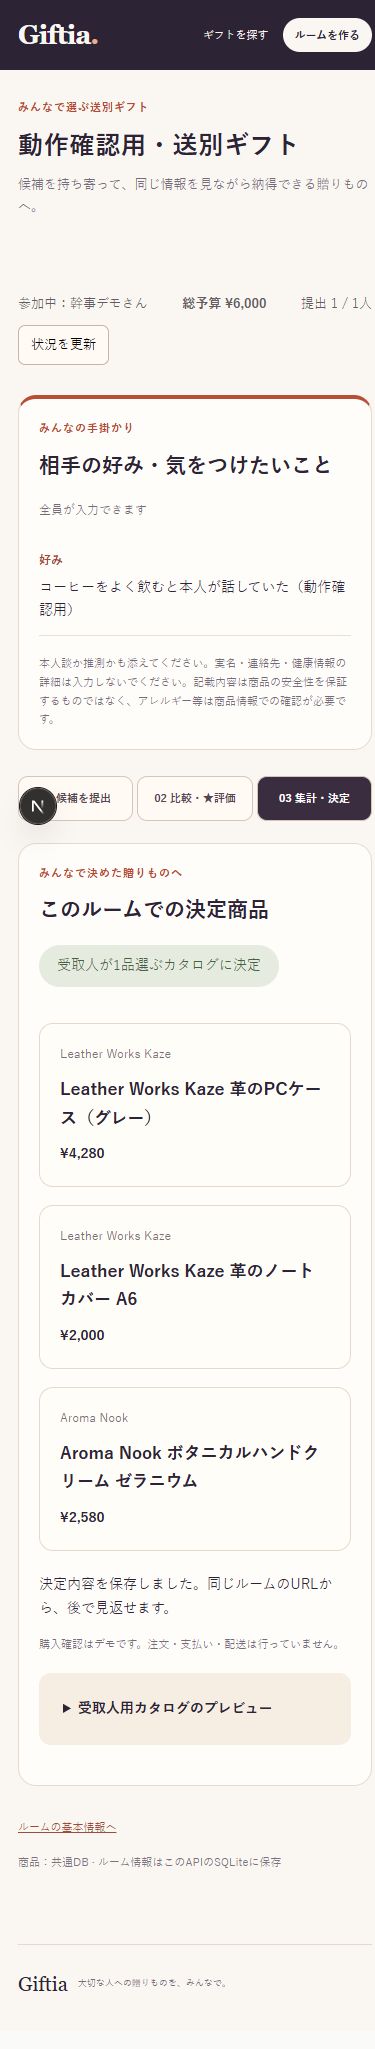 Giftia.
ギフトを探す
ルームを作る
みんなで選ぶ送別ギフト
動作確認用・送別ギフト
候補を持ち寄って、同じ情報を見ながら納得できる贈りもの
へ。
参加中：幹事デモさん
総予算 ¥6,000
提出 1 / 1人
状況を更新
みんなの手掛かり
相手の好み・気をつけたいこと
全員が入力できます
好み
コーヒーをよく飲むと本人が話していた（動作確
認用）
本人談か推測かも添えてください。実名・連絡先・健康情報の
詳細は入力しないでください。記載内容は商品の安全性を保証
するものではなく、アレルギー等は商品情報での確認が必要で
す。
N
候補を提出
02 比較・★評価
03 集計・決定
みんなで決めた贈りものへ
このルームでの決定商品
受取人が1品選ぶカタログに決定
Leather Works Kaze
Leather Works Kaze 革のPCケー
ス（グレー）
¥4,280
Leather Works Kaze
Leather Works Kaze 革のノート
カバー A6
¥2,000
Aroma Nook
Aroma Nook ボタニカルハンドク
リーム ゼラニウム
¥2,580
決定内容を保存しました。同じルームのURLか
ら、後で見返せます。
購入確認はデモです。注文・支払い・配送は行っていません。
▶ 受取人用カタログのプレビュー
ルームの基本情報へ
商品：共通DB · ルーム情報はこのAPIのSQLiteに保存
Giftia
大切な人への贈りものを、みんなで。